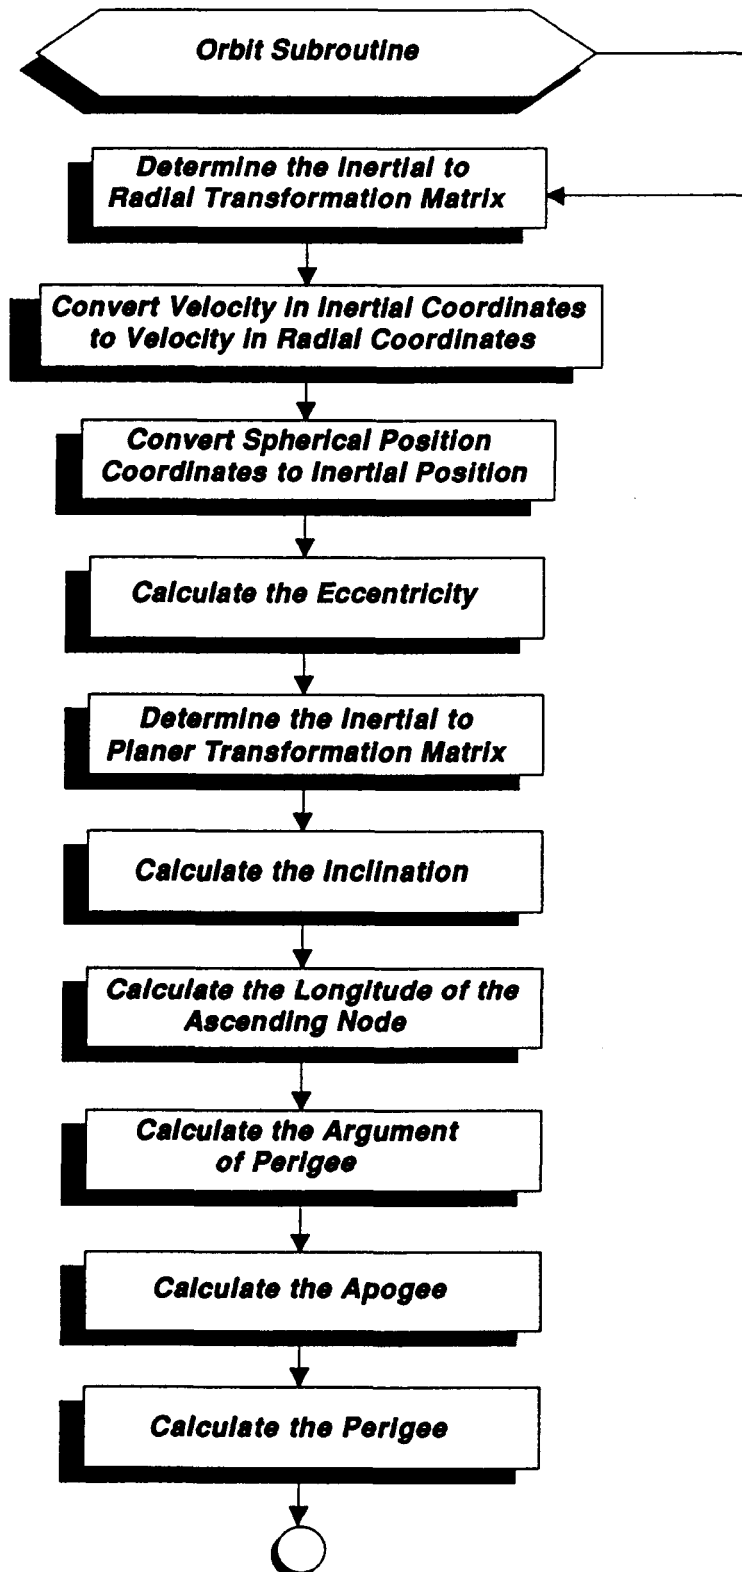 Orbit Subroutine
Determine the Inertial to
Radial Transformation Matrix
Convert Velocity in Inertial Coordinates
to Velocity in Radial Coordinates
Convert Spherical Position
Coordinates to Inertial Position
Calculate the Eccentricity
Determine the Inertial to
Planer Transformation Matrix
Calculate the Inclination
Calculate the Longitude of the
Ascending Node
Calculate the Argument
of Perigee
Calculate the Apogee
Calculate the Perigee